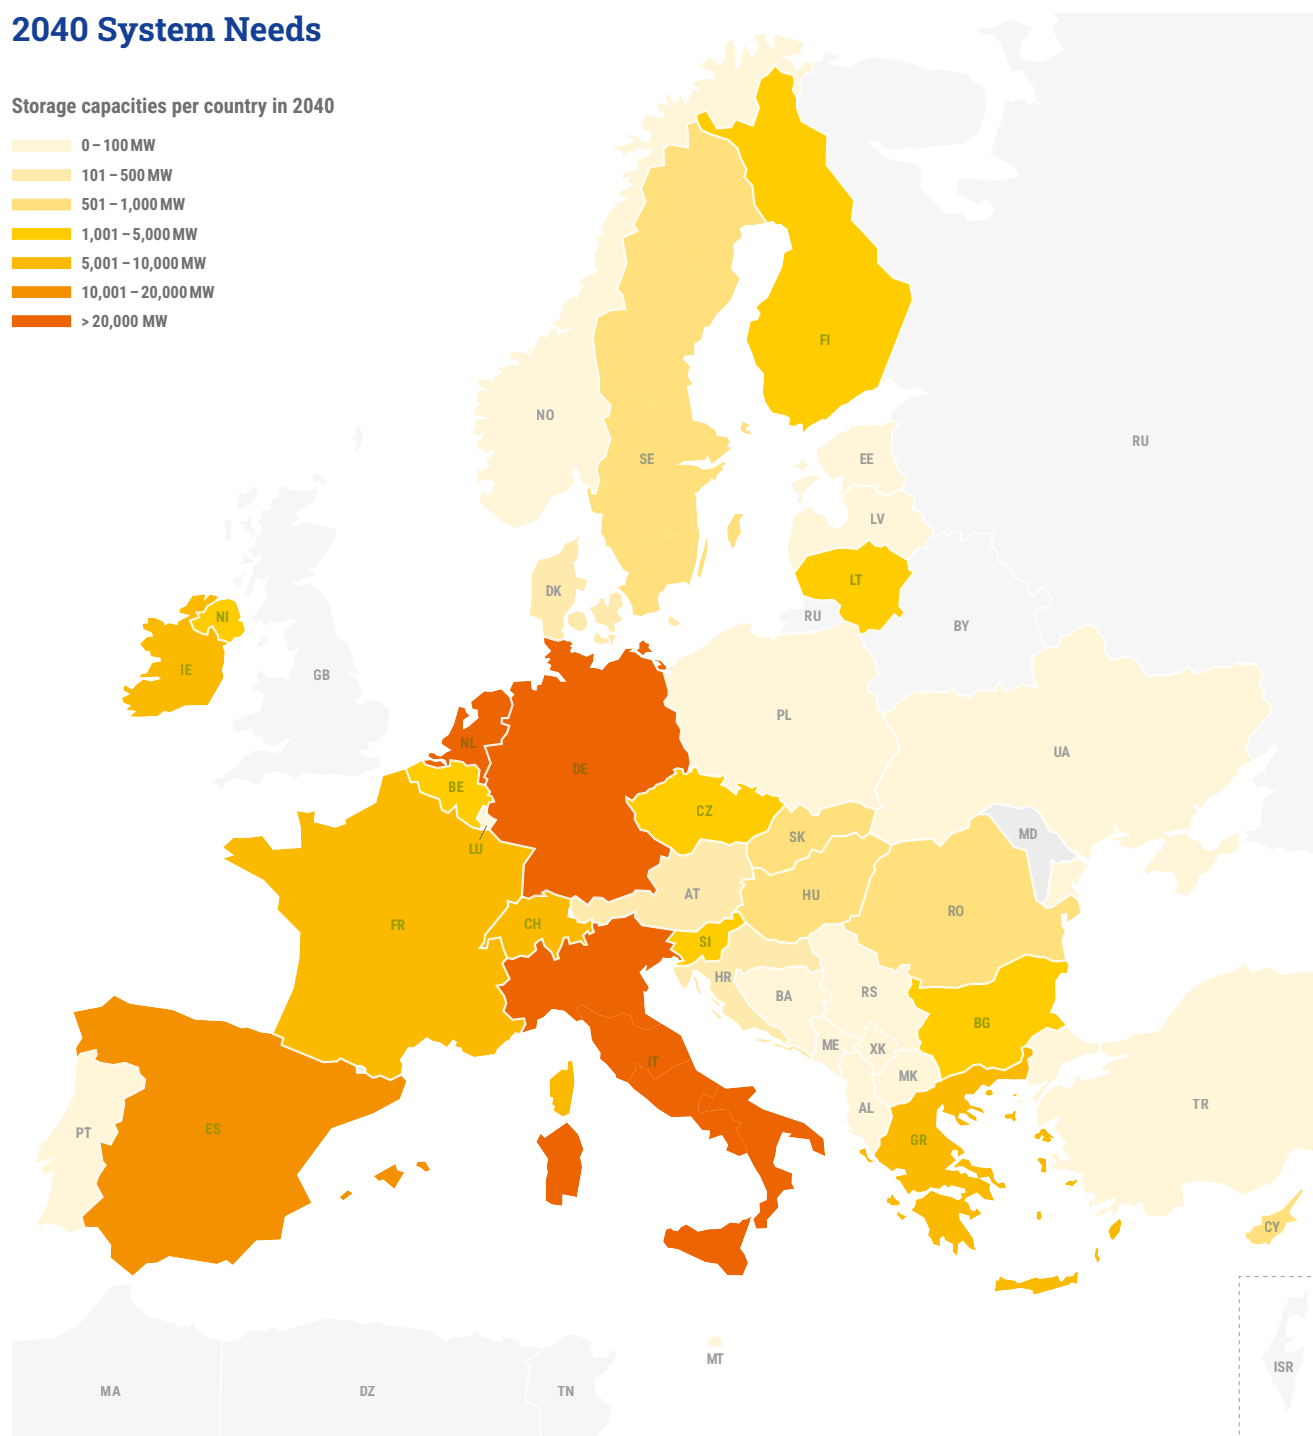 2040 System Needs
Storage capacities per country in 2040
0 – 100 MW
101 – 500 MW
501 – 1,000 MW
1,001 – 5,000 MW
5,001 – 10,000 MW
10,001 – 20,000 MW
> 20,000 MW
FI
NO
RU
SE
EE
LV
LT
DK
RU
NI
BY
IE
GB
PL
NL
UA
DE
BE
CZ
MD
SK
LU
AT
HU
RO
FR
CH
SI
HR
RS
BA
BG
ME
XK
IT
MK
TR
AL
ES
PT
GR
CY
MT
ISR
MA
DZ
TN